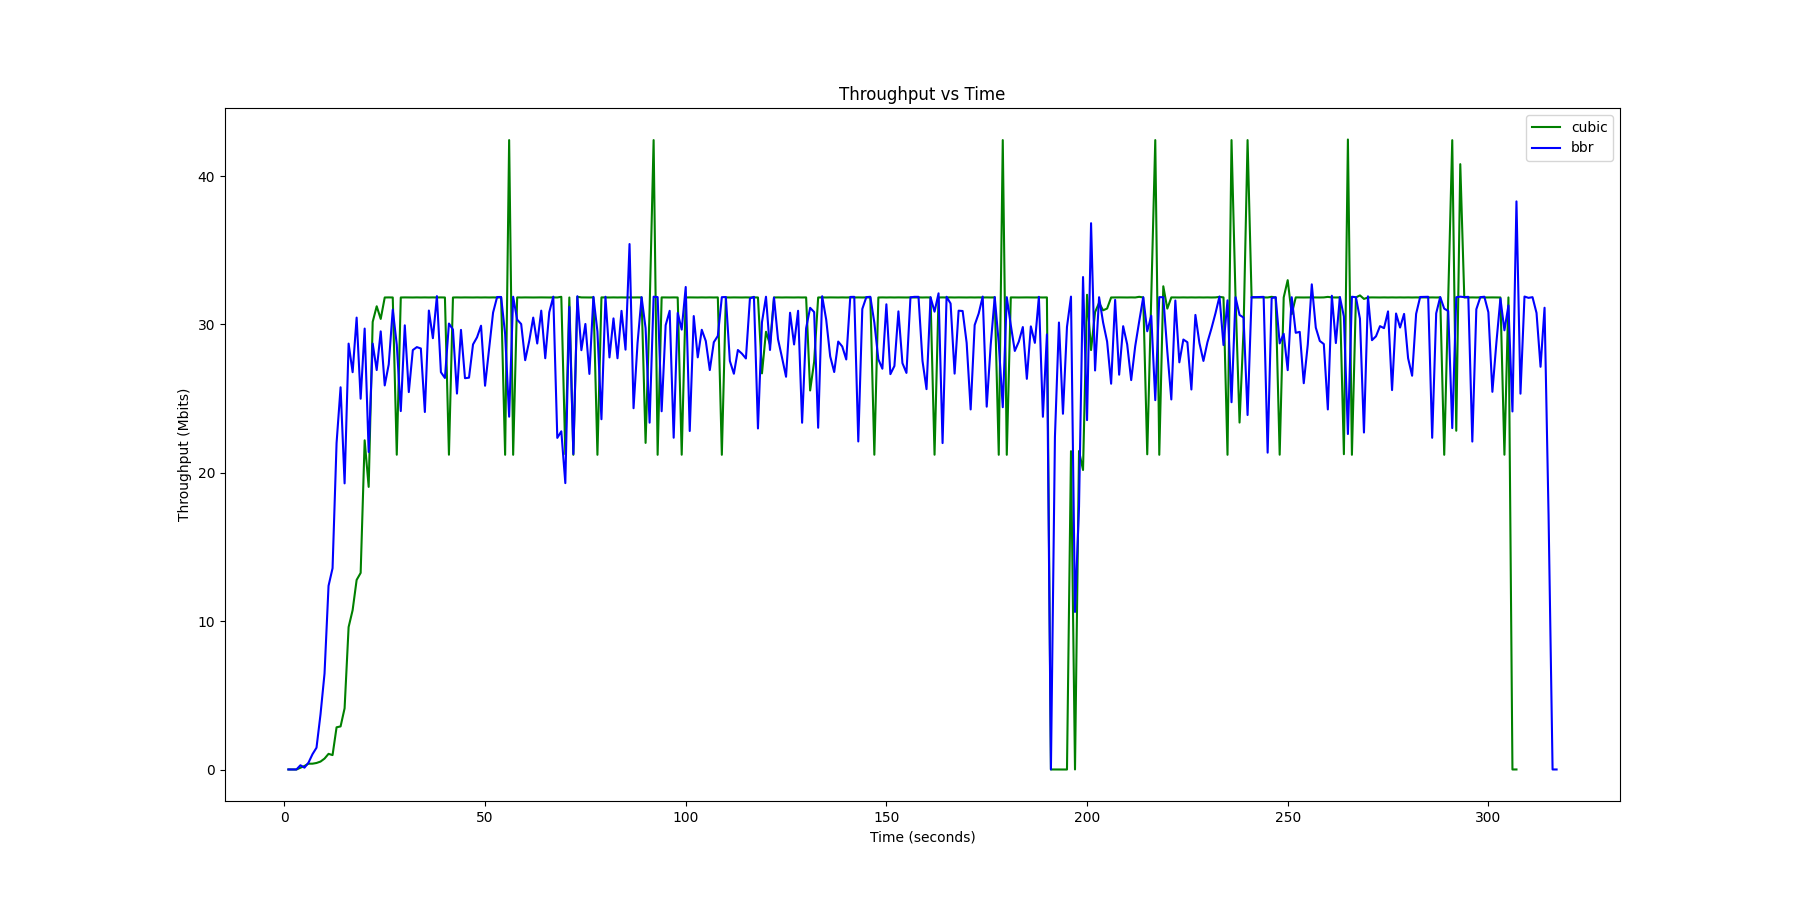 Throughput vs Time
cubic
bbr
Throughput (Mbits)
40
30
20
10
0
0 50 100 150 200 250 300
Time (seconds)